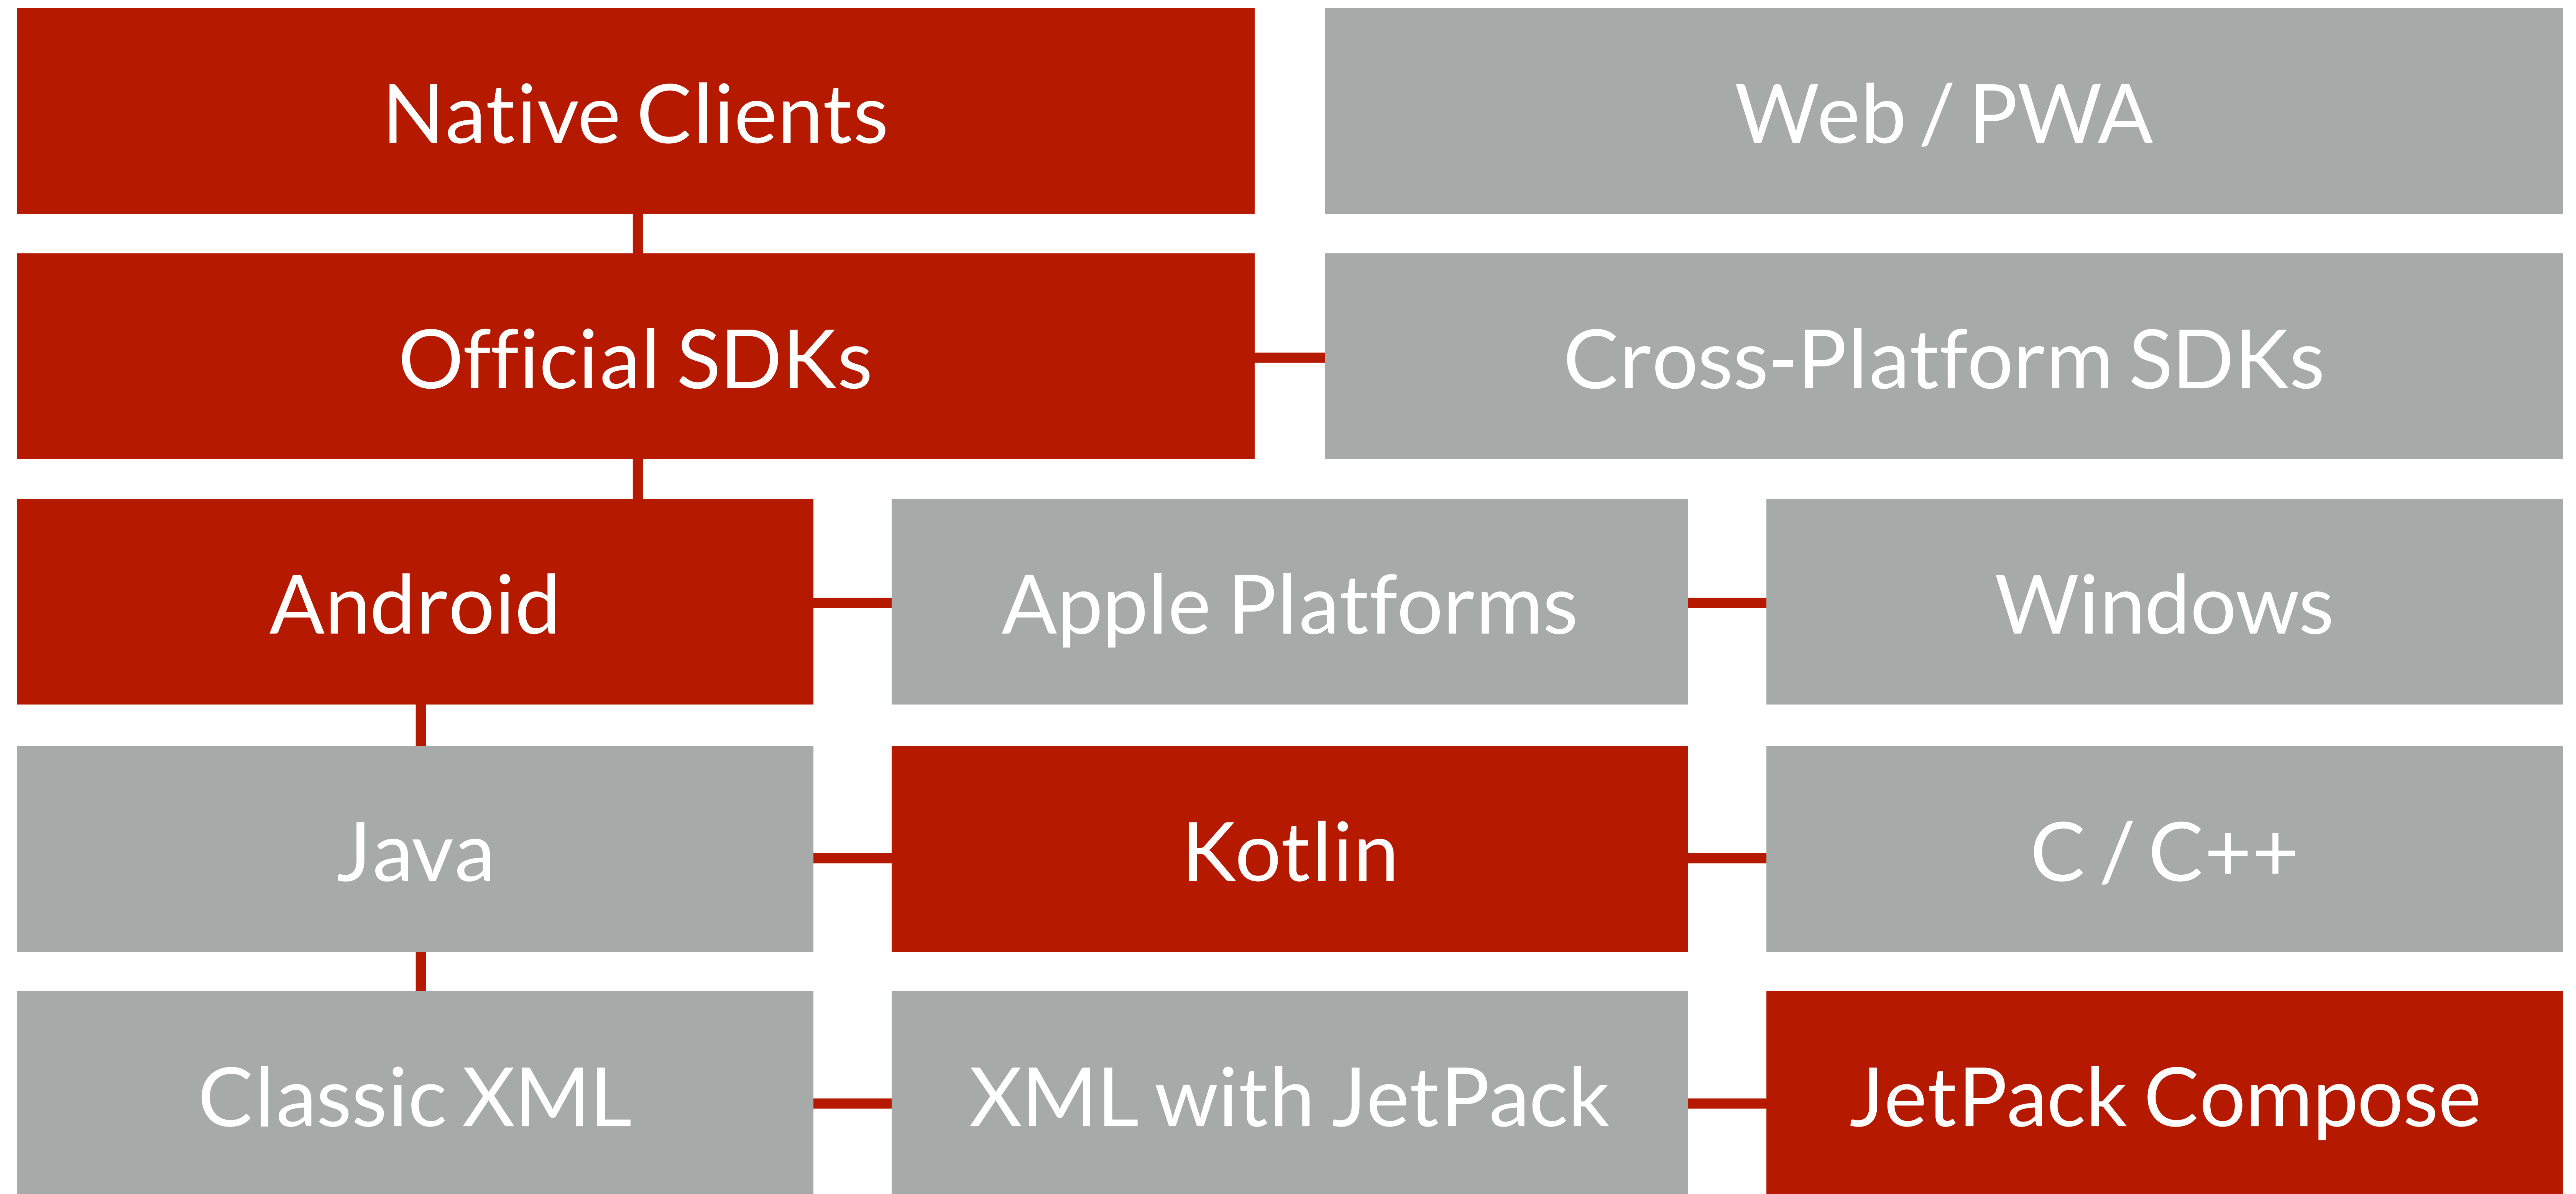 Native Clients
Web / PWA
Official SDKs
Cross-Platform SDKs
Android
Apple Platforms
Windows
Java
Kotlin
C / C++
Classic XML
XML with JetPack
JetPack Compose